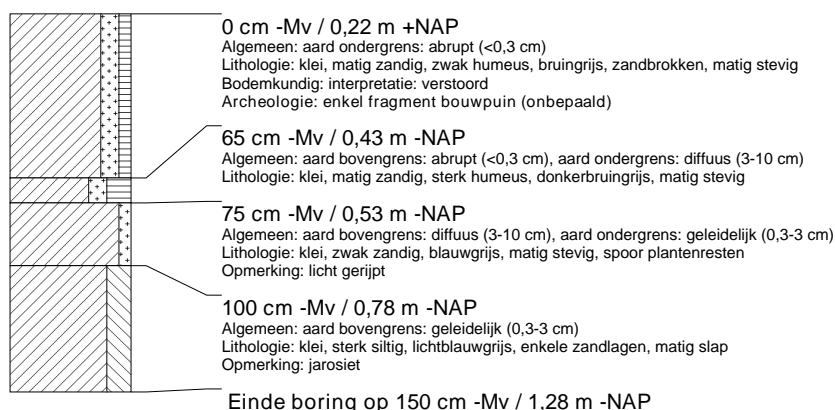 0 cm -Mv / 0,22 m +NAP
Algemeen: aard ondergrens: abrupt (<0,3 cm)
Lithologie: klei, matig zandig, zwak humeus, bruingrijs, zandbrokken, matig stevig
Bodemkundig: interpretatie: verstoord
Archeologie: enkel fragment bouwpuin (onbepaald)
65 cm -Mv / 0,43 m -NAP
Algemeen: aard bovengrens: abrupt (<0,3 cm), aard ondergrens: diffuus (3-10 cm)
Lithologie: klei, matig zandig, sterk humeus, donkerbruingrijs, matig stevig
75 cm -Mv / 0,53 m -NAP
Algemeen: aard bovengrens: diffuus (3-10 cm), aard ondergrens: geleidelijk (0,3-3 cm)
Lithologie: klei, zwak zandig, blauwgrijs, matig stevig, spoor plantenresten
Opmerking: licht gerijpt
100 cm -Mv / 0,78 m -NAP
Algemeen: aard bovengrens: geleidelijk (0,3-3 cm)
Lithologie: klei, sterk siltig, lichtblauwgrijs, enkele zandlagen, matig slap
Opmerking: jarosiet
Einde boring op 150 cm -Mv / 1,28 m -NAP